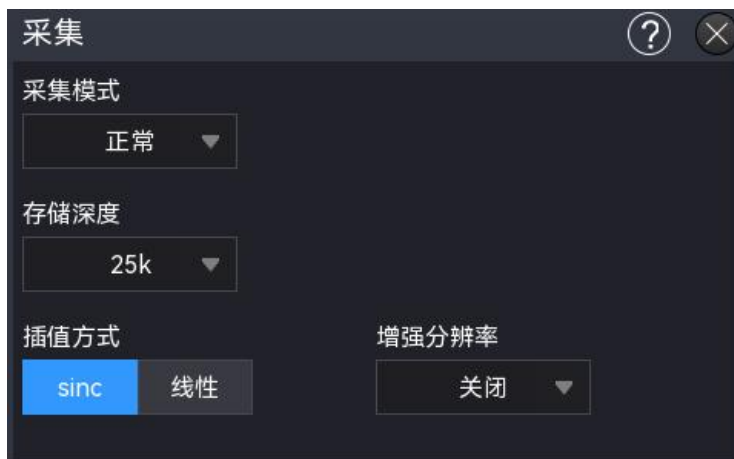 采集
采集模式
正常
存储深度
25k
插值方式 增强分辨率
sinc 线性 关闭